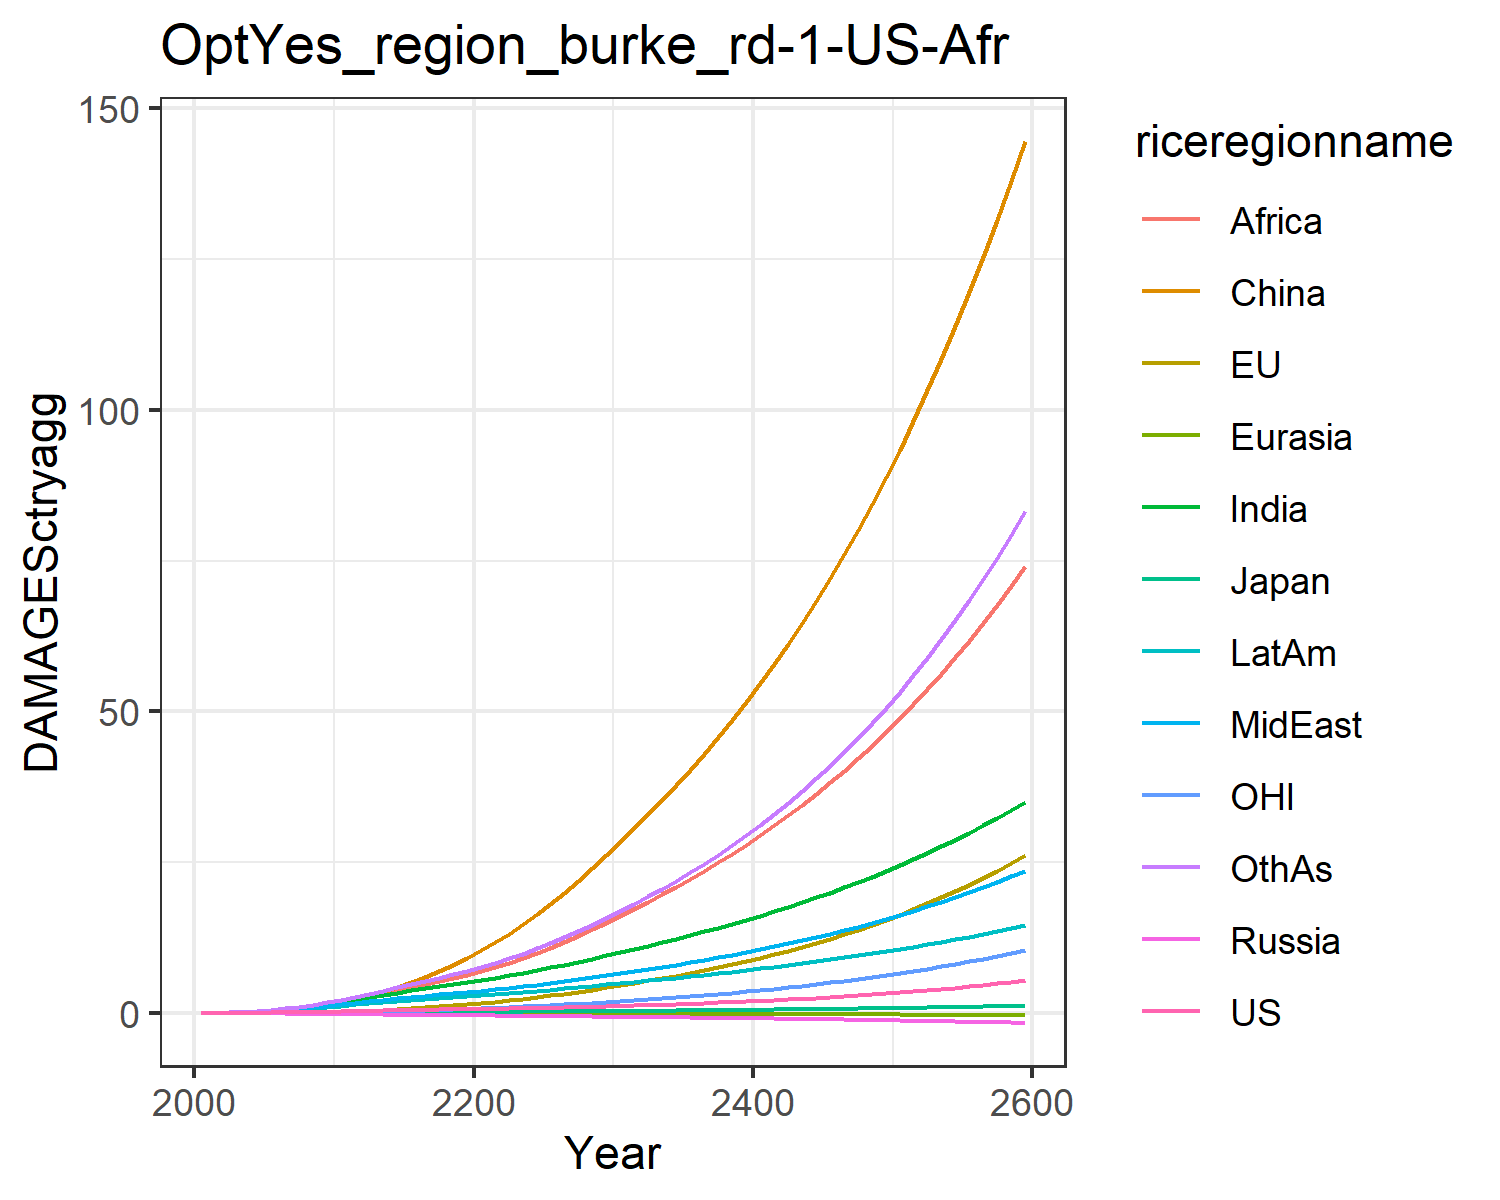 OptYes_region_burke_rd-1-US-Afr
150
100
50
0
DAMAGESctryagg
2000
2200
2400
2600
Year
riceregionname
Africa
China
EU
Eurasia
India
Japan
LatAm
MidEast
OHI
OthAs
Russia
US